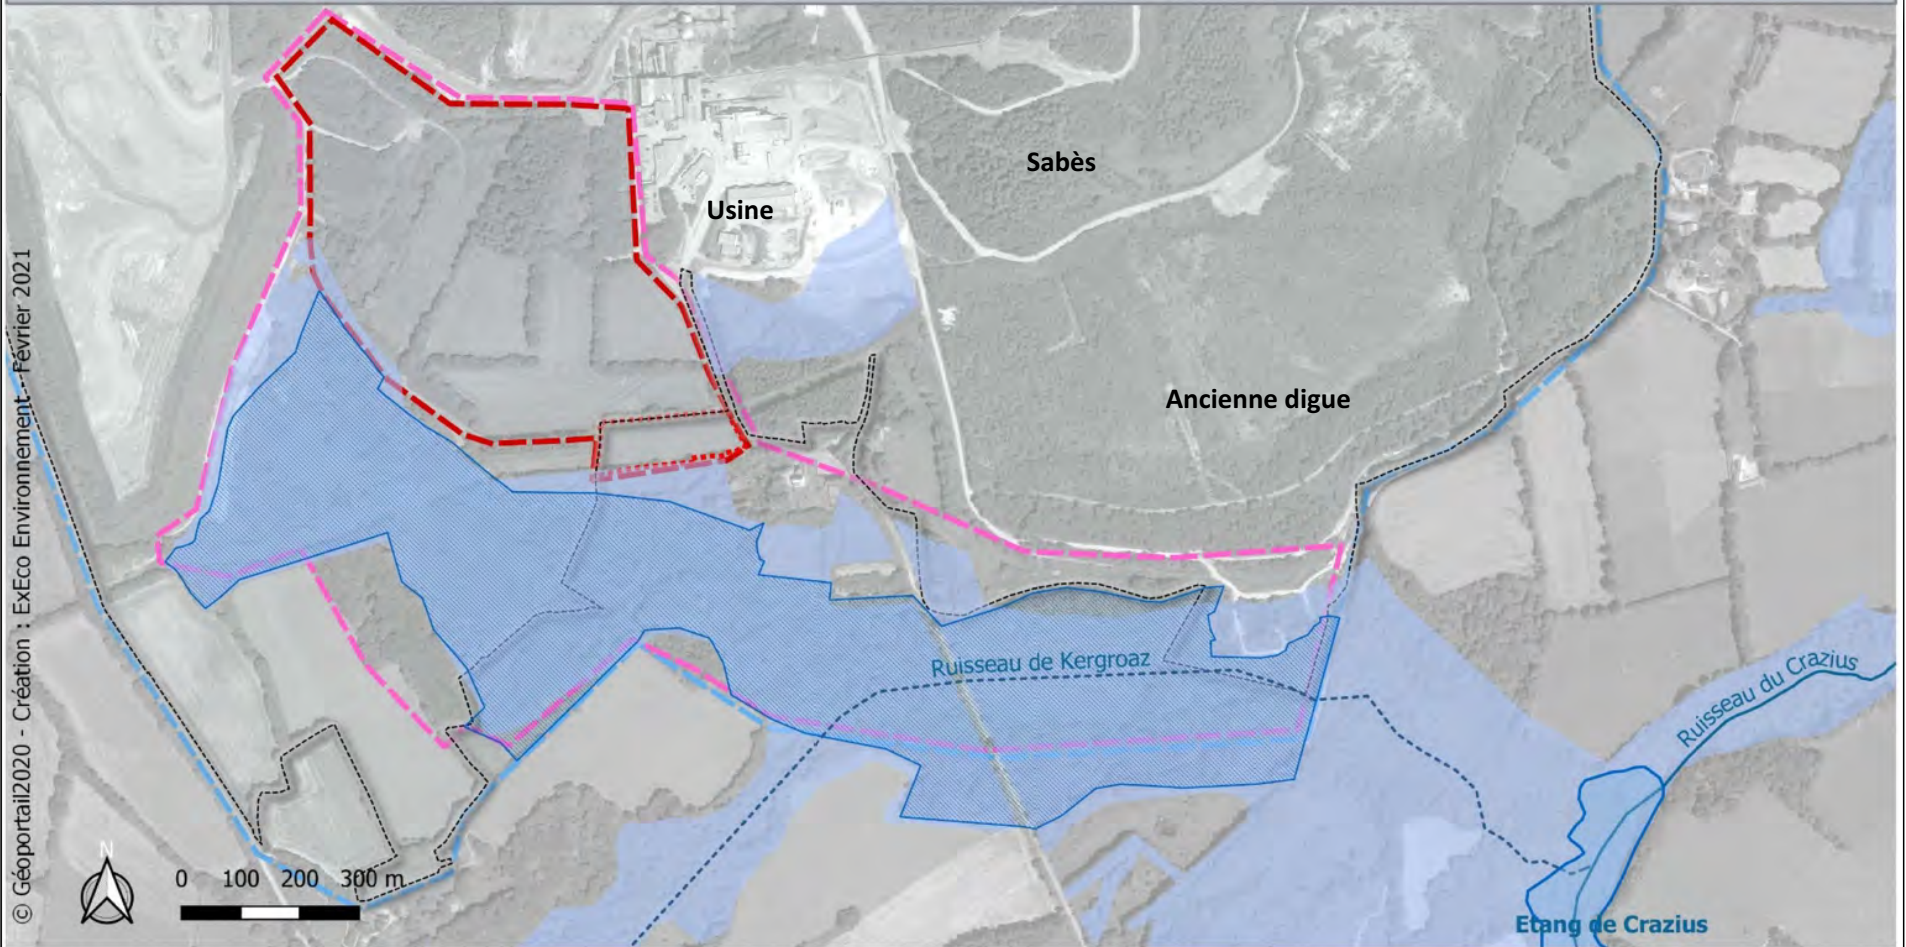 Sabès
Usine
Ancienne digue
Ruisseau de Kergroaz
Ruisseau du Crazius
Etang de Crazius
N
0 100 200 300 m
© Géoportail2020 - Création : ExEco Environnement - Février 2021